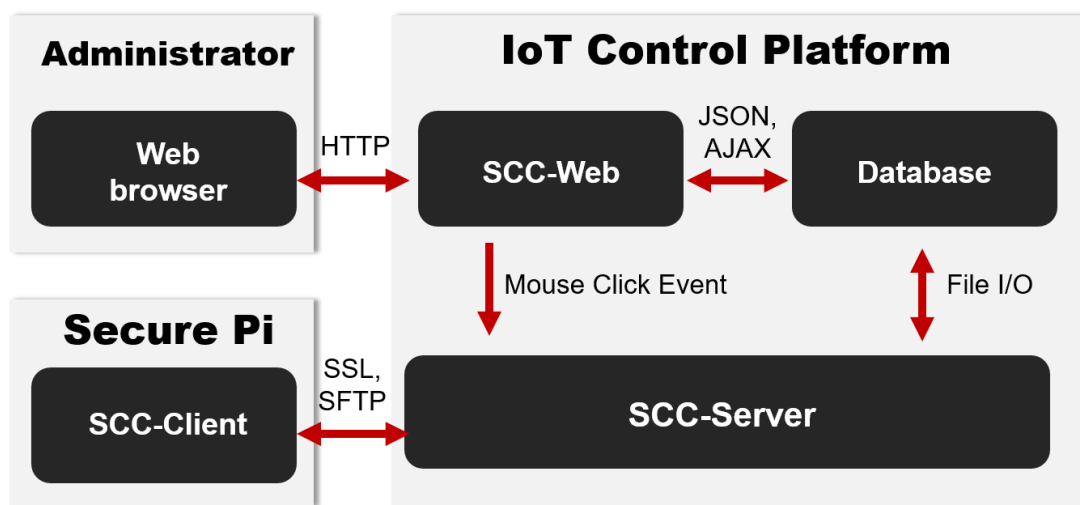 Administrator
Web
browser
HTTP
IoT Control Platform
SCC-Web
JSON,
AJAX
Database
Mouse Click Event
File I/O
Secure Pi
SCC-Client
SSL,
SFTP
SCC-Server